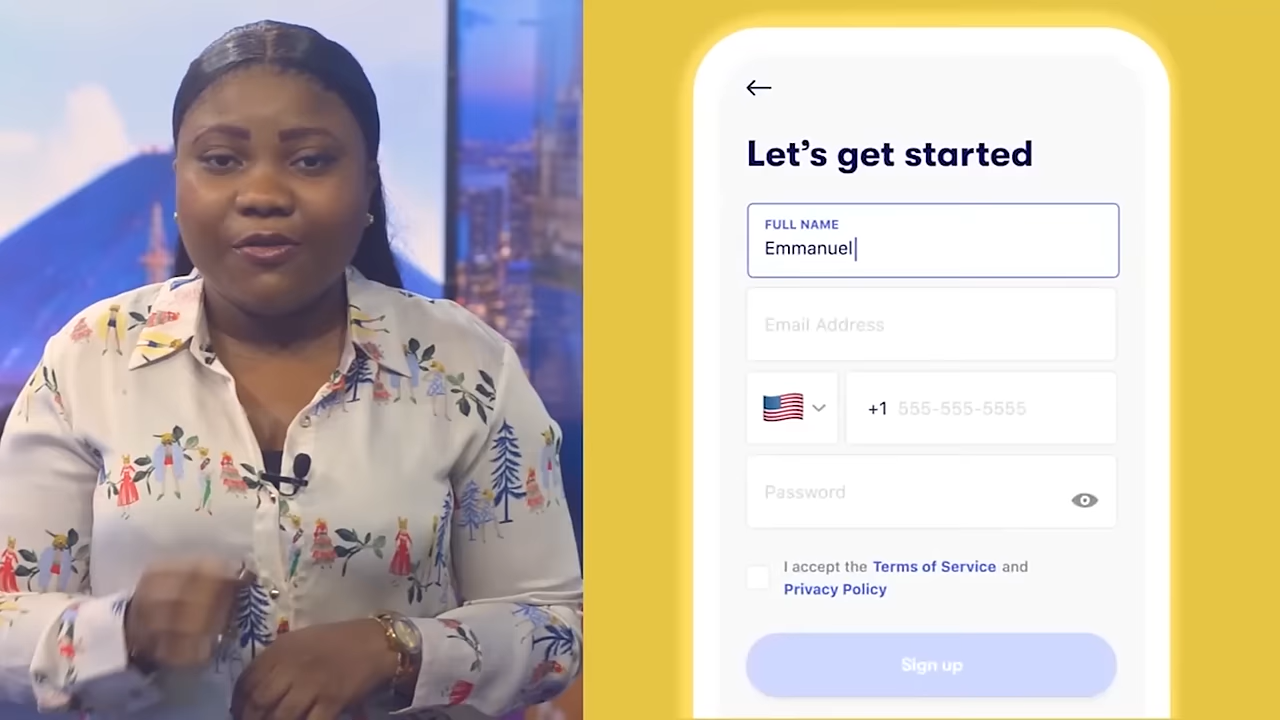 Let's get started
FULL NAME
Emmanuel
Email Address
+1 555-555-5555
Password
I accept the Terms of Service and
Privacy Policy
Sign up